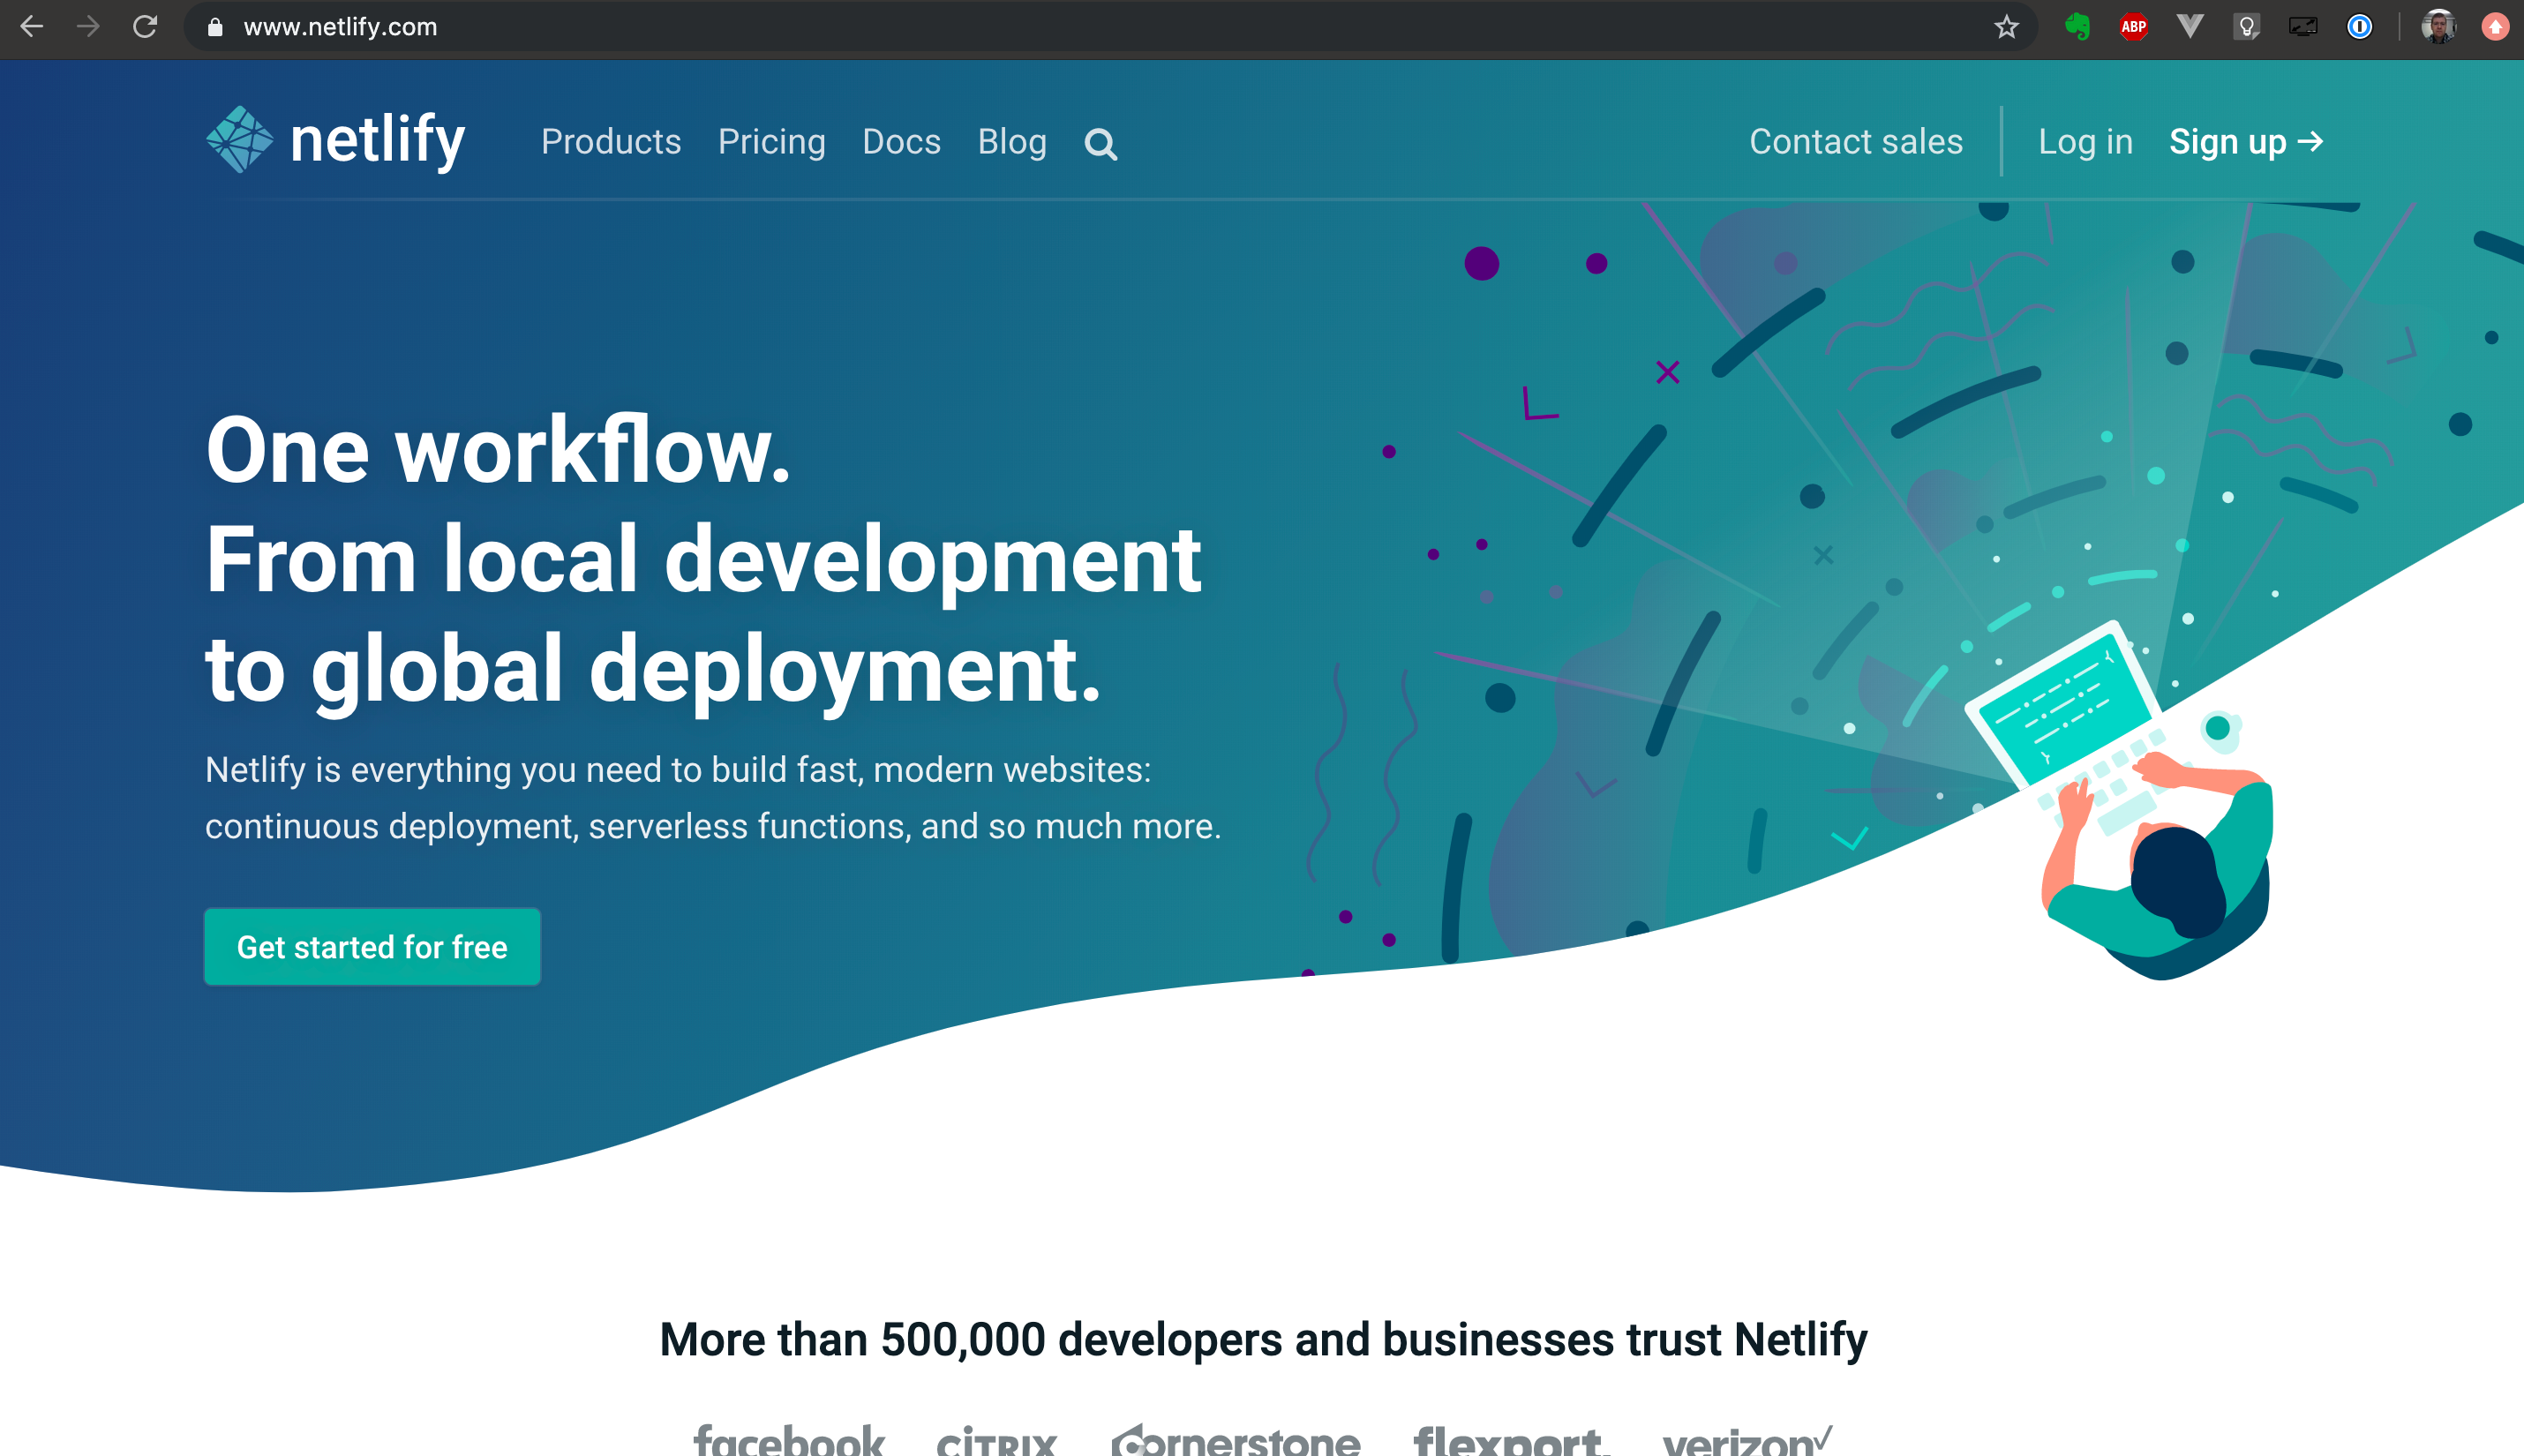 www.netlify.com
ABP
netlify
Products Pricing Docs Blog
Contact sales
Log in Sign up →
One workflow.
From local development
to global deployment.
Netlify is everything you need to build fast, modern websites:
continuous deployment, serverless functions, and so much more.
Get started for free
More than 500,000 developers and businesses trust Netlify
facebook CİTRIX Cornerstone flexport. verizon✓